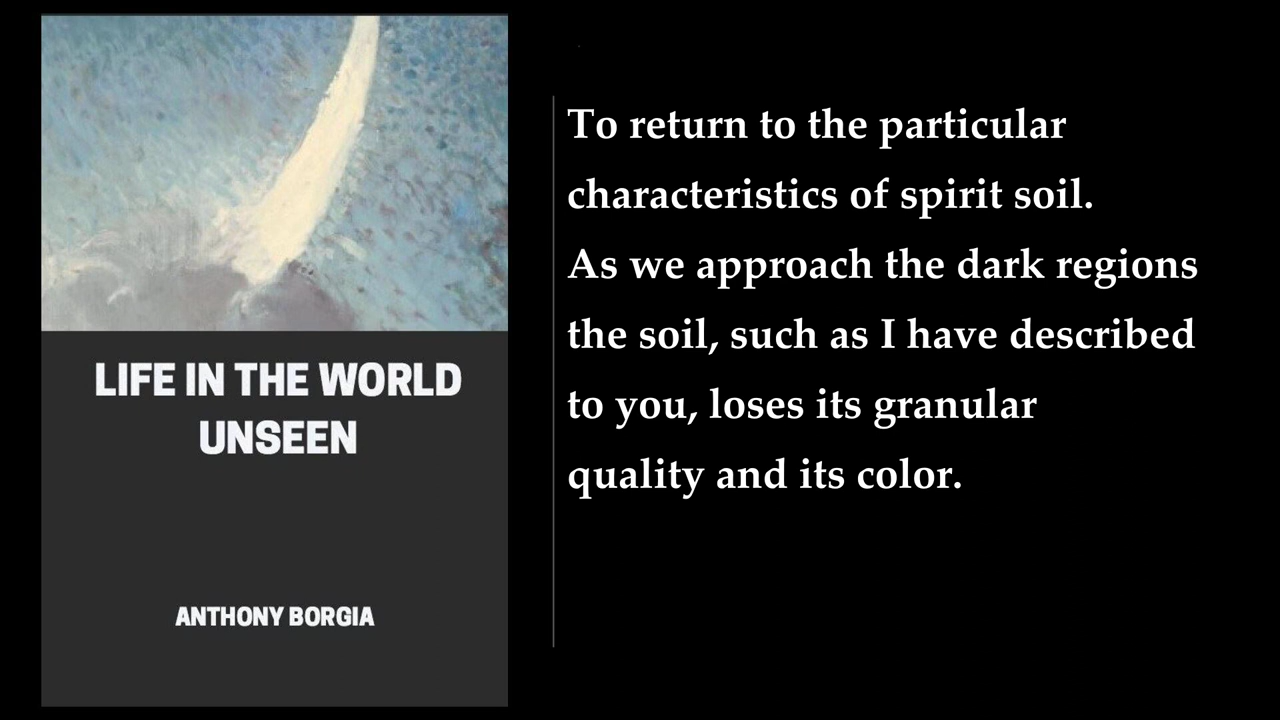 LIFE IN THE WORLD
UNSEEN
ANTHONY BORGIA
To return to the particular
characteristics of spirit soil.
As we approach the dark regions
the soil, such as I have described
to you, loses its granular
quality and its color.